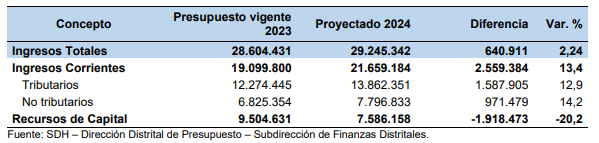 Concepto Presupuesto vigente 2023 Proyectado 2024 Diferencia Var. %
Ingresos Totales 28.604.431 29.245.342 640.911 2,24
Ingresos Corrientes 19.099.800 21.659.184 2.559.384 13,4
Tributarios 12.274.445 13.862.351 1.587.905 12,9
No tributarios 6.825.354 7.796.833 971.479 14,2
Recursos de Capital 9.504.631 7.586.158 -1.918.473 -20,2
Fuente: SDH – Dirección Distrital de Presupuesto – Subdirección de Finanzas Distritales.